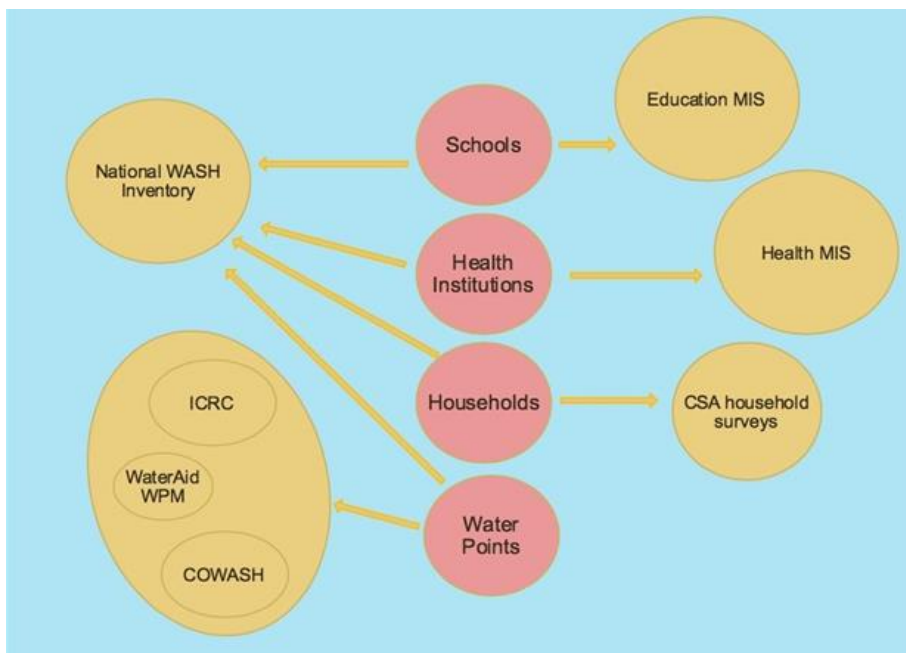 Education MIS
Schools
National WASH
Inventory
Health
Institutions
Health MIS
ICRC
Households
CSA household
surveys
WaterAid
WPM
Water
Points
COWASH